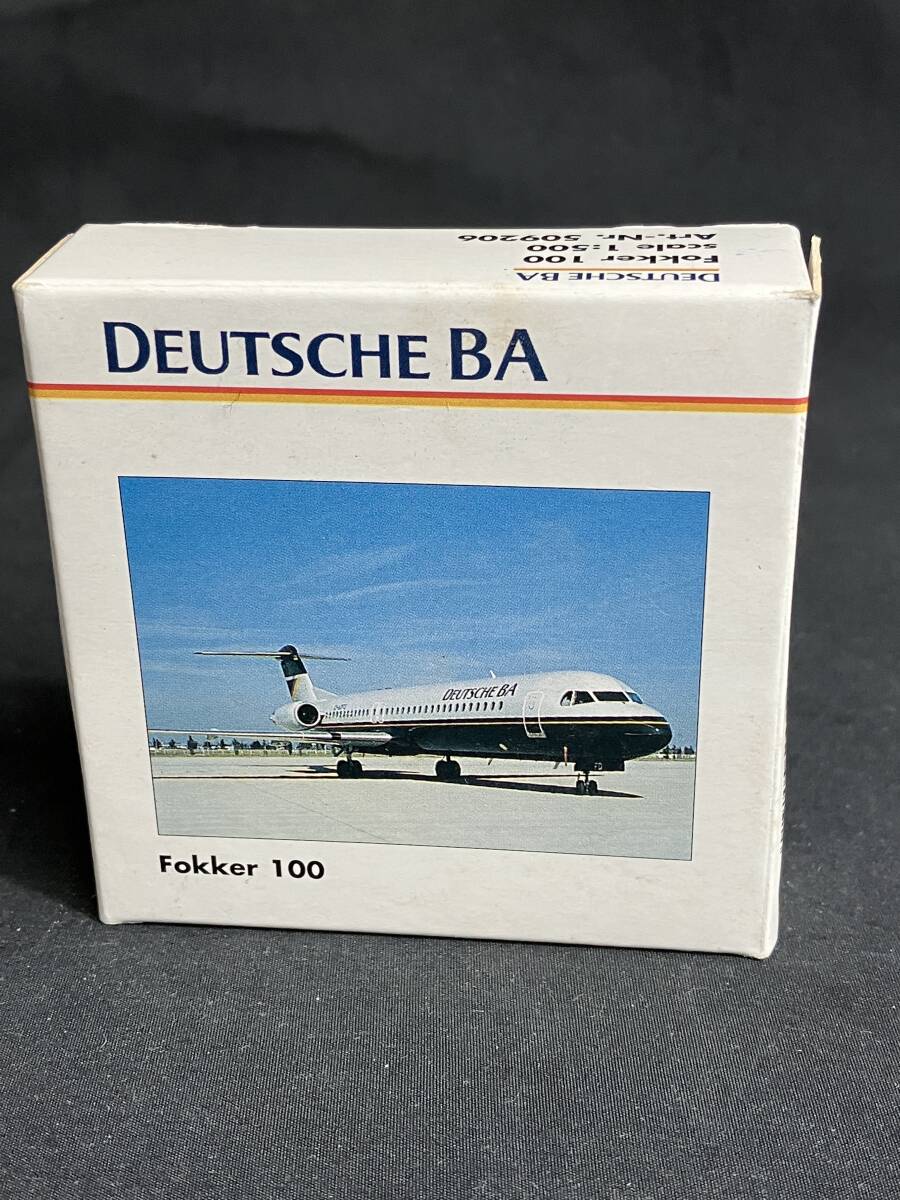 DEUTSCHE BA
Fokker 100
scale 1:500
Art.-Nr. 509206
DEUTSCHE BA
DEUTSCHE BA
Fokker 100